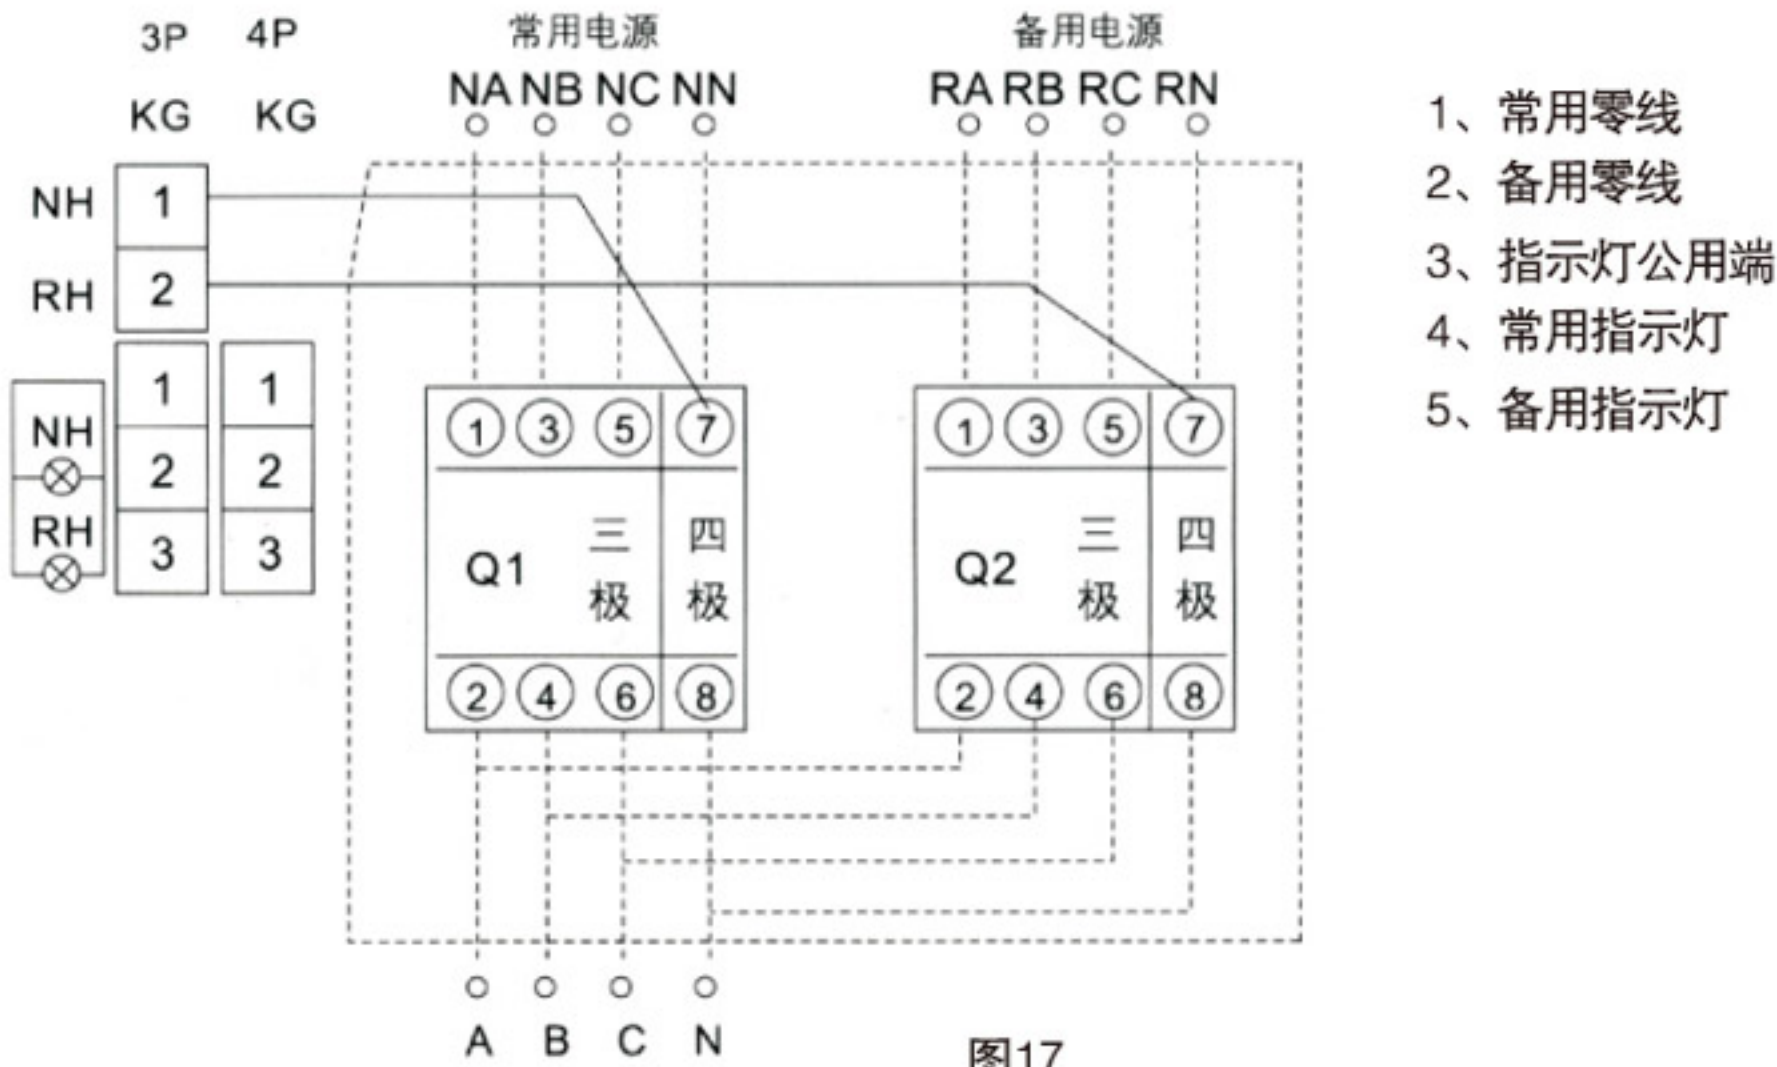 3P 4P 常用电源 备用电源
KG KG NA NB NC NN RA RB RC RN
NH 1
RH 2
1 1
NH 2 2
RH 3 3
① ③ ⑤ ⑦ ① ③ ⑤ ⑦
Q1 三极 四极 Q2 三极 四极
② ④ ⑥ ⑧ ② ④ ⑥ ⑧
A B C N
图17
1、常用零线
2、备用零线
3、指示灯公用端
4、常用指示灯
5、备用指示灯